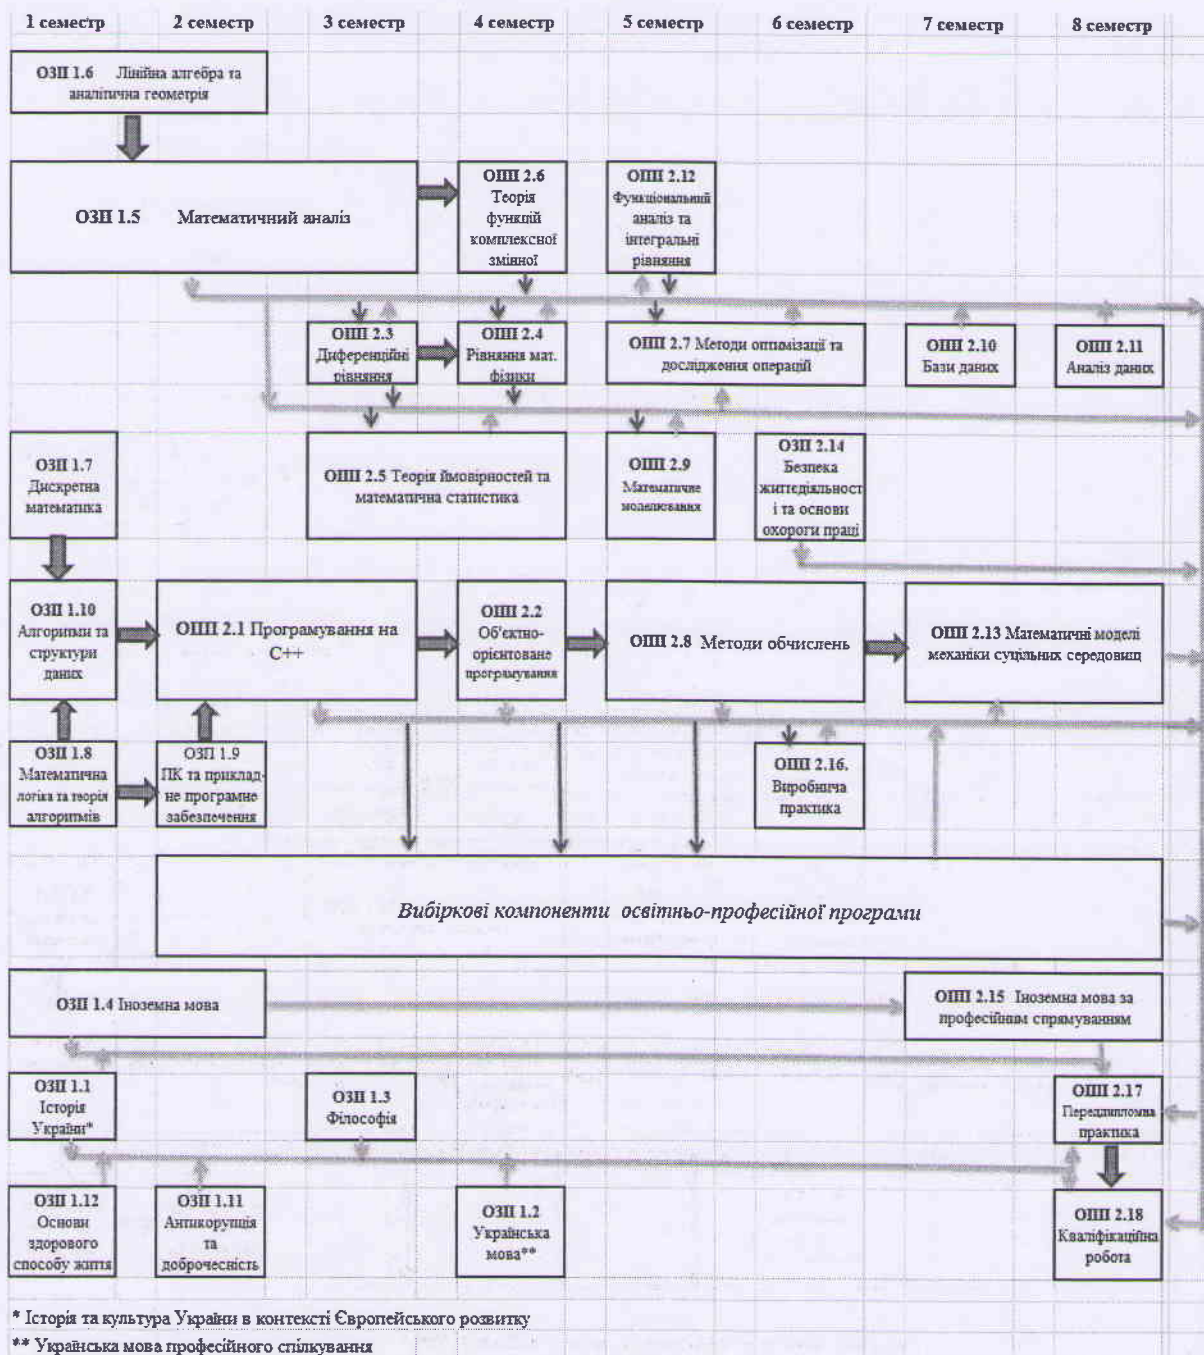 1 семестр
2 семестр
3 семестр
4 семестр
5 семестр
6 семестр
7 семестр
8 семестр
ОЗП 1.6 Лінійна алгебра та
аналітична геометрія
ОЗП 1.5 Математичний аналіз
ОПП 2.6
Теорія
функцій
комплексної
змінної
ОПП 2.12
Функціональний
аналіз та
інтегральні
рівняння
ОПП 2.3
Диференційні
рівняння
ОПП 2.4
Рівняння мат.
фізики
ОПП 2.7 Методи оптимізації та
дослідження операцій
ОПП 2.10
Бази даних
ОПП 2.11
Аналіз даних
ОЗП 1.7
Дискретна
математика
ОПП 2.5 Теорія ймовірностей та
математична статистика
ОПП 2.9
Математичне
моделювання
ОЗП 2.14
Безпека
життєдіяльност
і та основи
охороги праці
ОЗП 1.10
Алгоритми та
структури
даних
ОПП 2.1 Програмування на
С++
ОПП 2.2
Об'єктно-
орієнтоване
програмування
ОПП 2.8 Методи обчислень
ОПП 2.13 Математичні моделі
механіки суцільних середовищ
ОЗП 1.8
Математична
логіка та теорія
алгоритмів
ОЗП 1.9
ПК та приклад-
не програмне
забезпечення
ОПП 2.16.
Виробнича
практика
Вибіркові компоненти освітньо-професійної програми
ОЗП 1.4 Іноземна мова
ОПП 2.15 Іноземна мова за
професійним спрямуванням
ОЗП 1.1
Історія
України*
ОЗП 1.3
Філософія
ОПП 2.17
Переддипломна
практика
ОЗП 1.12
Основи
здорового
способу життя
ОЗП 1.11
Антикорупція
та
доброчесність
ОЗП 1.2
Українська
мова**
ОПП 2.18
Кваліфікаційна
робота
* Історія та культура України в контексті Європейського розвитку
** Українська мова професійного спілкування